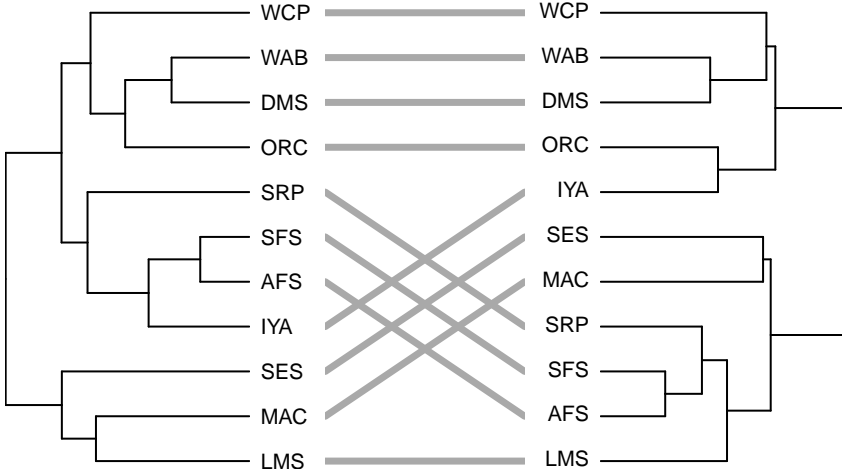 WCP WCP
WAB WAB
DMS DMS
ORC ORC
SRP IYA
SFS SES
AFS MAC
IYA SRP
SES SFS
MAC AFS
LMS LMS